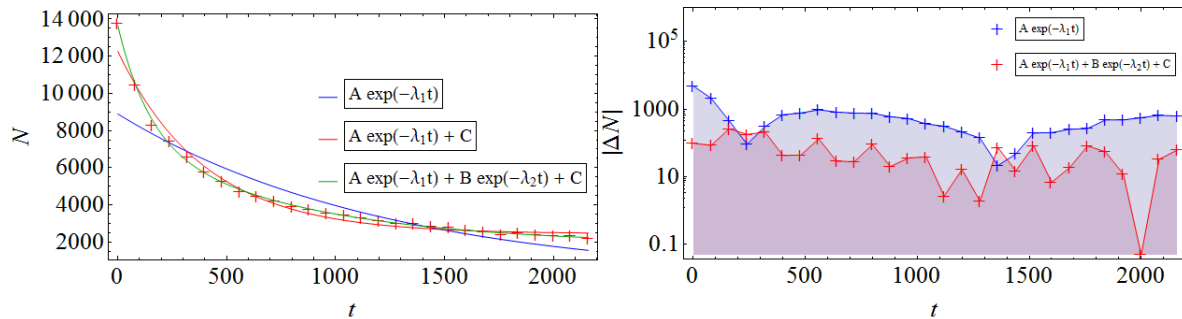 14 000
12 000
10 000
8000
6000
4000
2000
N
0
500
1000
1500
2000
t
A exp(-λ₁t)
A exp(-λ₁t) + C
A exp(-λ₁t) + B exp(-λ₂t) + C
10⁵
1000
10
0.1
|ΔN|
0
500
1000
1500
2000
t
A exp(-λ₁t)
A exp(-λ₁t) + B exp(-λ₂t) + C